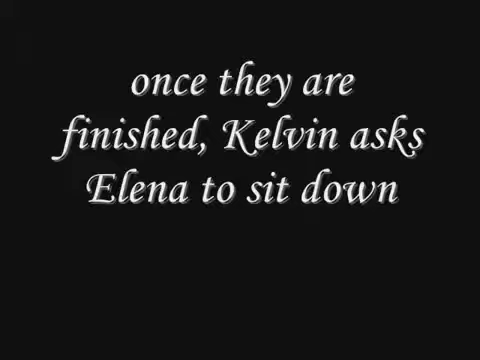 once they are
finished, Kelvin asks
Elena to sit down